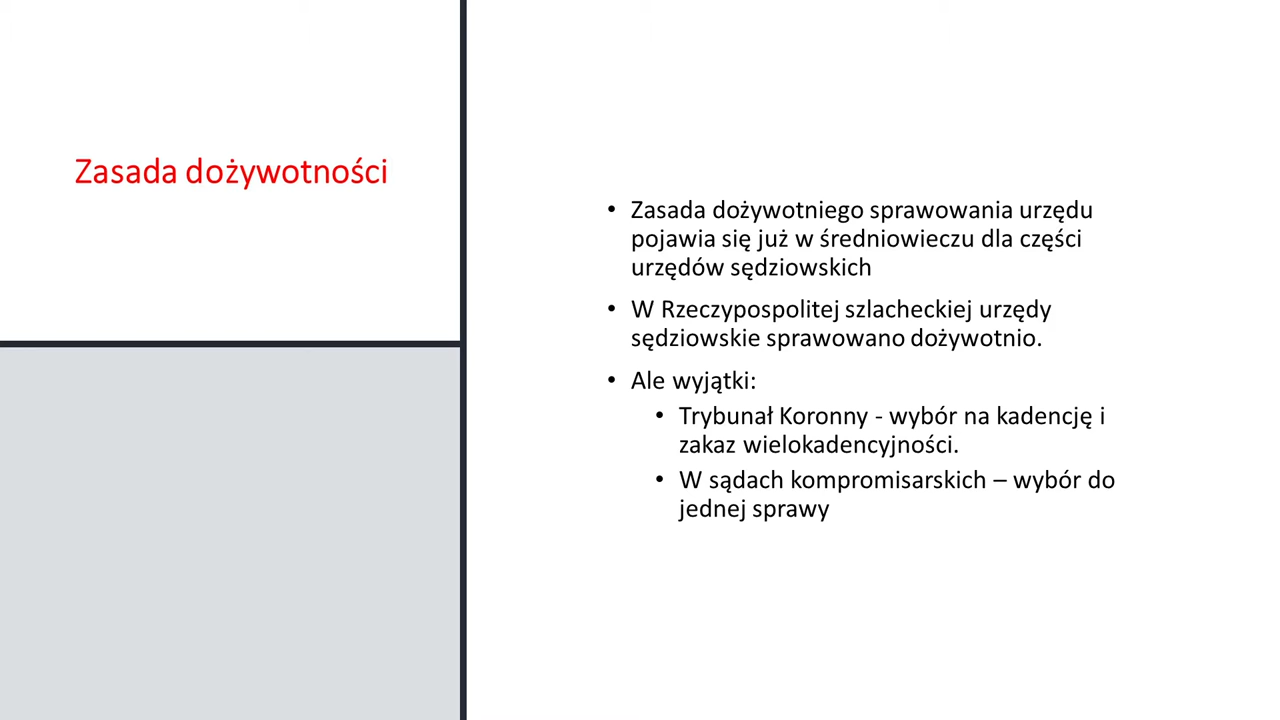 Zasada dożywotności
• Zasada dożywotniego sprawowania urzędu
pojawia się już w średniowieczu dla części
urzędów sędziowskich
• W Rzeczypospolitej szlacheckiej urzędy
sędziowskie sprawowano dożywotnio.
• Ale wyjątki:
• Trybunał Koronny - wybór na kadencję i
zakaz wielokadencyjności.
• W sądach kompromisarskich – wybór do
jednej sprawy